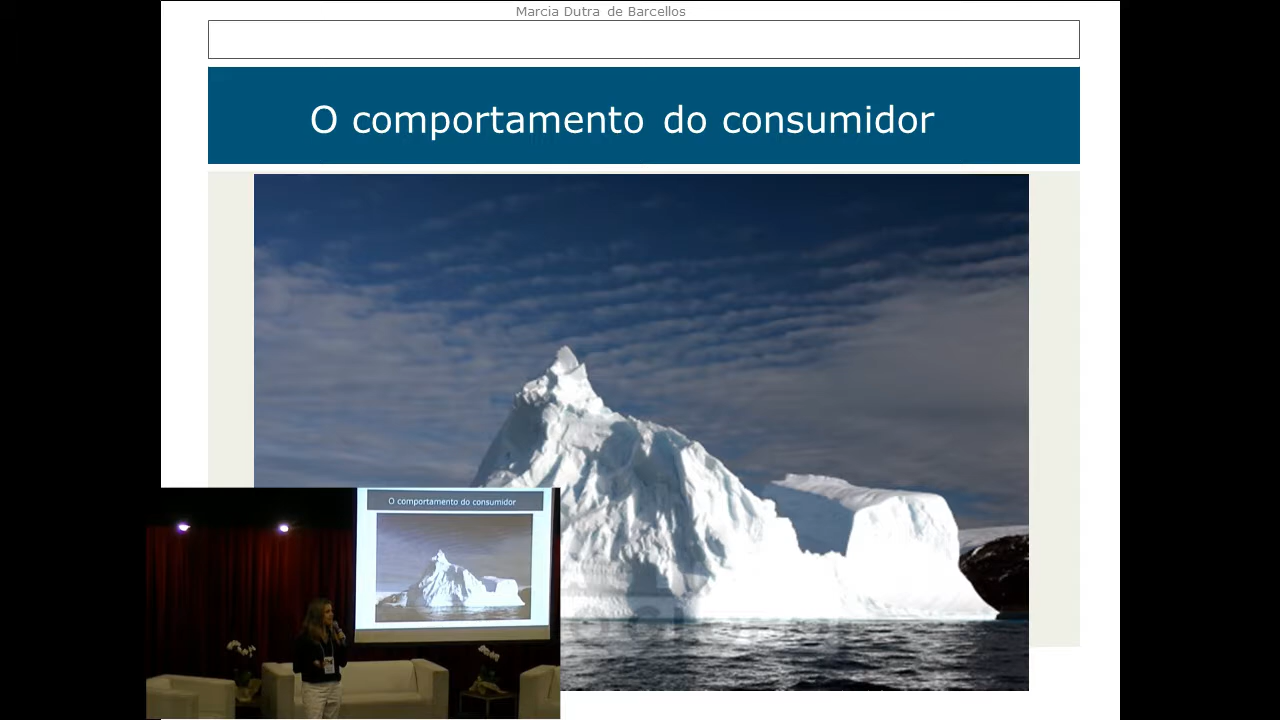 Marcia Dutra de Barcellos
O comportamento do consumidor
O comportamento do consumidor